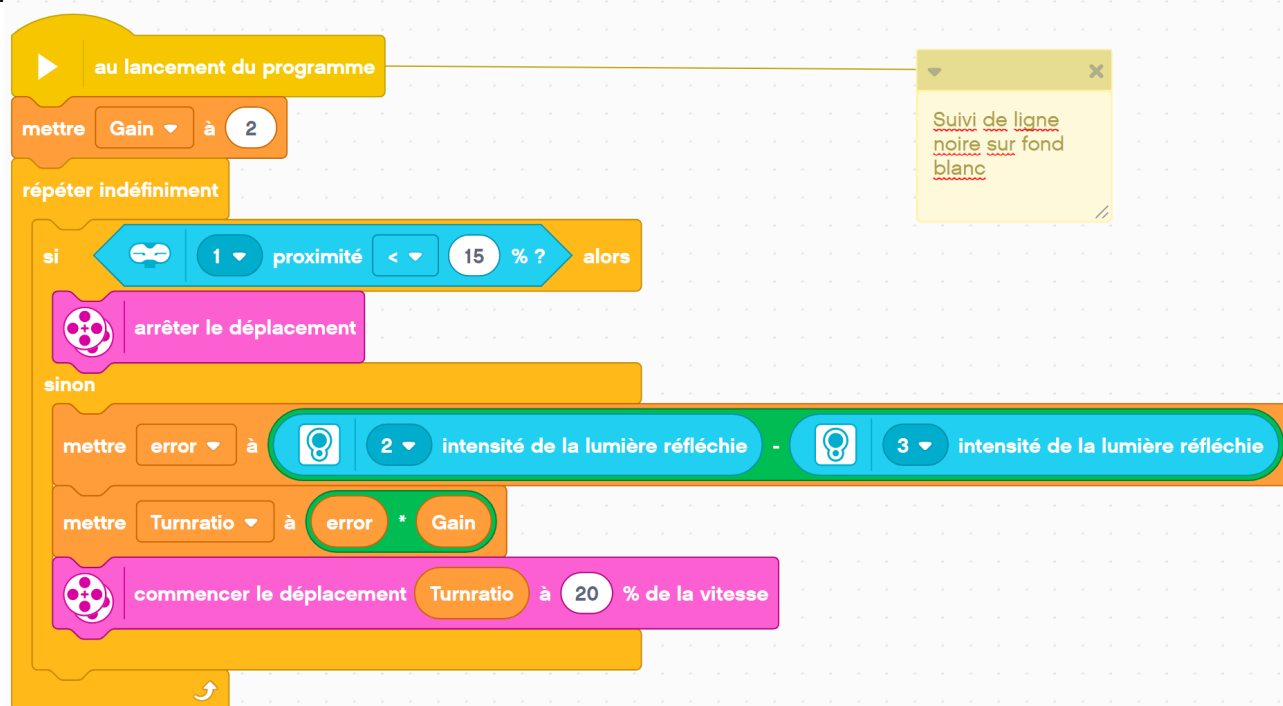 au lancement du programme
mettre Gain à 2
répéter indéfiniment
si 1 proximité < 15 % ? alors
arrêter le déplacement
sinon
mettre error à 2 intensité de la lumière réfléchie - 3 intensité de la lumière réfléchie
mettre Turnratio à error * Gain
commencer le déplacement Turnratio à 20 % de la vitesse
Suivi de ligne
noire sur fond
blanc